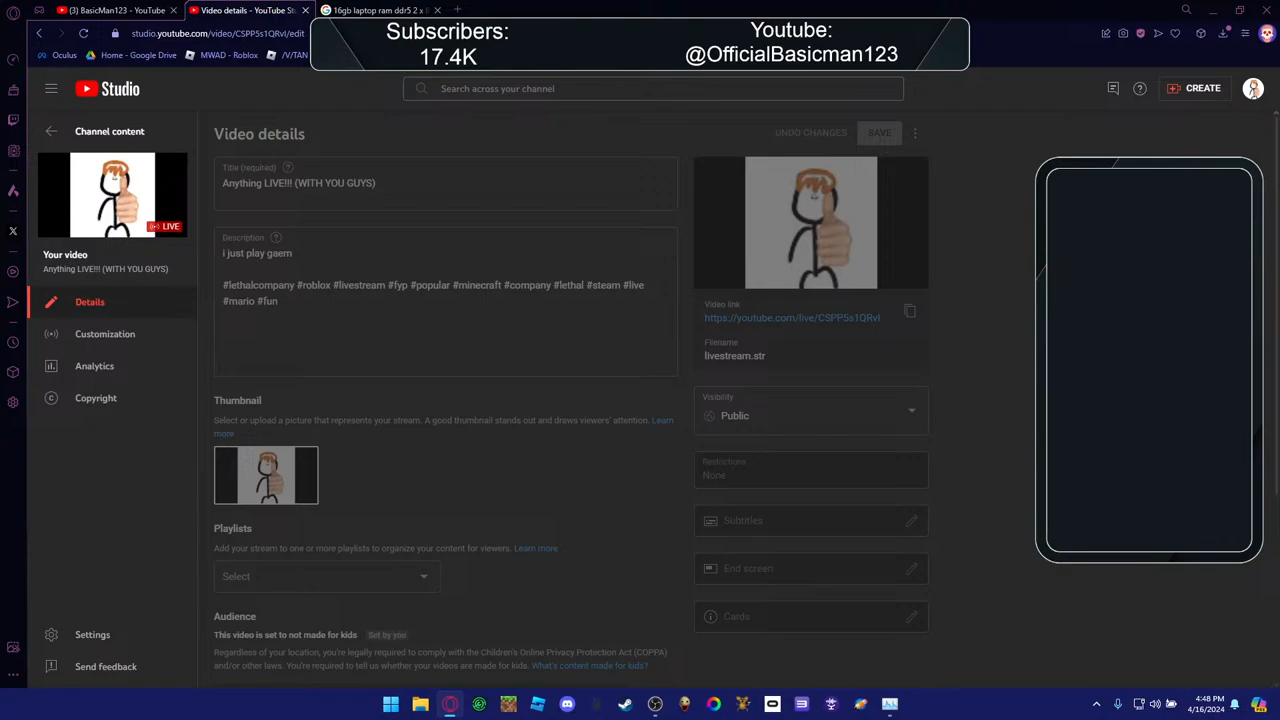 (3) BasicMan123 - YouTube
Video details - YouTube St
16gb laptop ram ddr5 2 x 8
studio.youtube.com/video/CSPP5s1QRvI/edit
Oculus
Home - Google Drive
MWAD - Roblox
/V/TAN
Subscribers:
17.4K
Youtube:
@OfficialBasicman123
Studio
Search across your channel
CREATE
Channel content
LIVE
Your video
Anything LIVE!!! (WITH YOU GUYS)
Details
Customization
Analytics
Copyright
Settings
Send feedback
Video details
UNDO CHANGES
SAVE
Title (required)
Anything LIVE!!! (WITH YOU GUYS)
Description
i just play gaem
#lethalcompany #roblox #livestream #fyp #popular #minecraft #company #lethal #steam #live
#mario #fun
Thumbnail
Select or upload a picture that represents your stream. A good thumbnail stands out and draws viewers' attention. Learn
more
Playlists
Add your stream to one or more playlists to organize your content for viewers. Learn more
Select
Audience
This video is set to not made for kids Set by you
Regardless of your location, you're legally required to comply with the Children's Online Privacy Protection Act (COPPA)
and/or other laws. You're required to tell us whether your videos are made for kids. What's content made for kids?
Video link
https://youtube.com/live/CSPP5s1QRvI
Filename
livestream.str
Visibility
Public
Restrictions
None
Subtitles
End screen
Cards
4:48 PM
4/16/2024